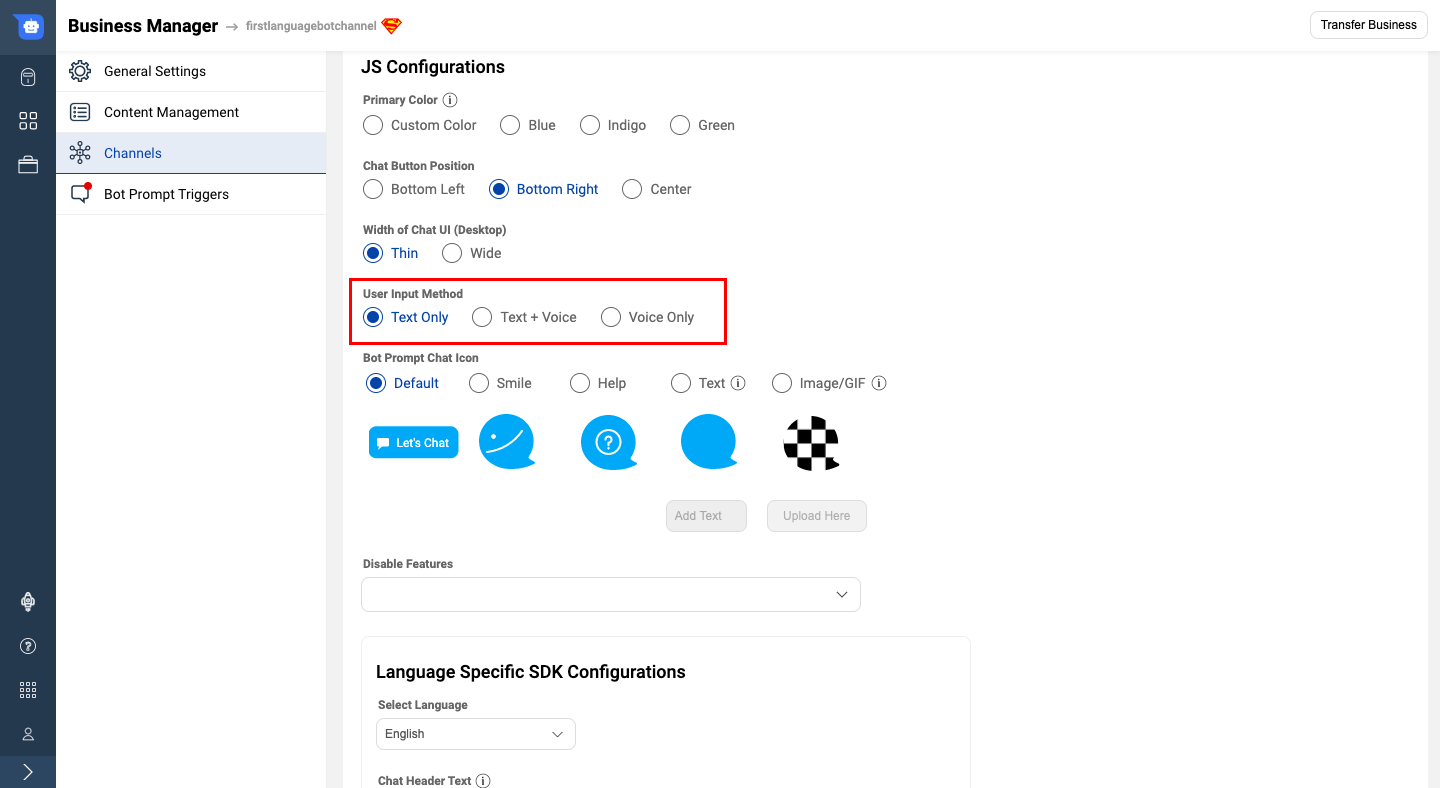 Business Manager → firstlanguagebotchannel
Transfer Business
General Settings
Content Management
Channels
Bot Prompt Triggers
JS Configurations
Primary Color
Custom Color Blue Indigo Green
Chat Button Position
Bottom Left Bottom Right Center
Width of Chat UI (Desktop)
Thin Wide
User Input Method
Text Only Text + Voice Voice Only
Bot Prompt Chat Icon
Default Smile Help Text Image/GIF
Let's Chat
Add Text Upload Here
Disable Features
Language Specific SDK Configurations
Select Language
English
Chat Header Text